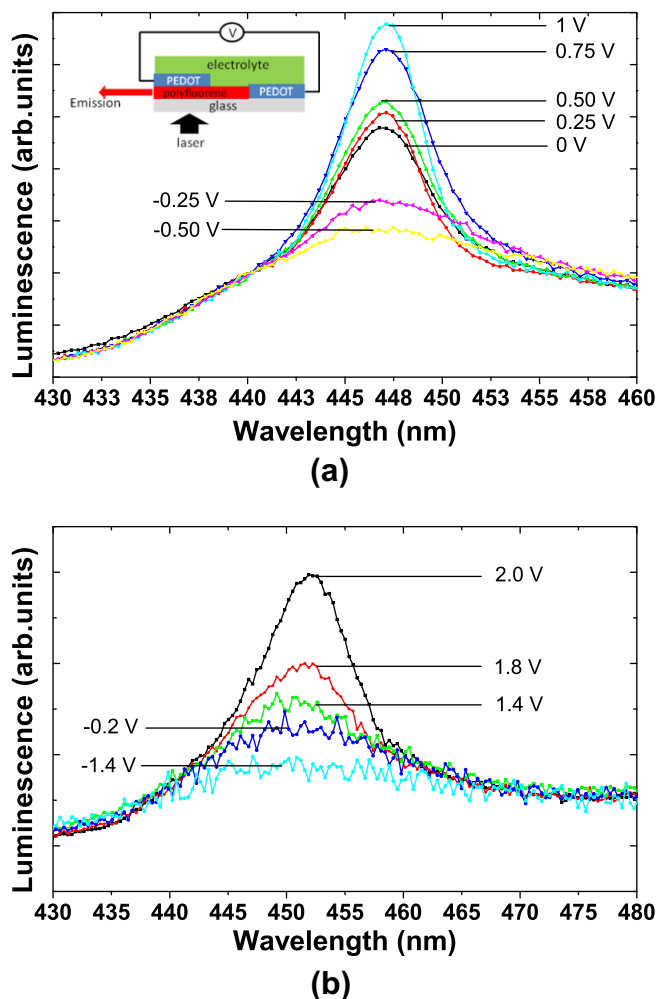 V
electrolyte
PEDOT
Emission
polyfluorene
PEDOT
glass
laser
1 V
0.75 V
0.50 V
0.25 V
0 V
-0.25 V
-0.50 V
Luminescence (arb.units)
430 433 435 438 440 443 445 448 450 453 455 458 460
Wavelength (nm)
(a)
2.0 V
1.8 V
1.4 V
-0.2 V
-1.4 V
Luminescence (arb.units)
430 435 440 445 450 455 460 465 470 475 480
Wavelength (nm)
(b)